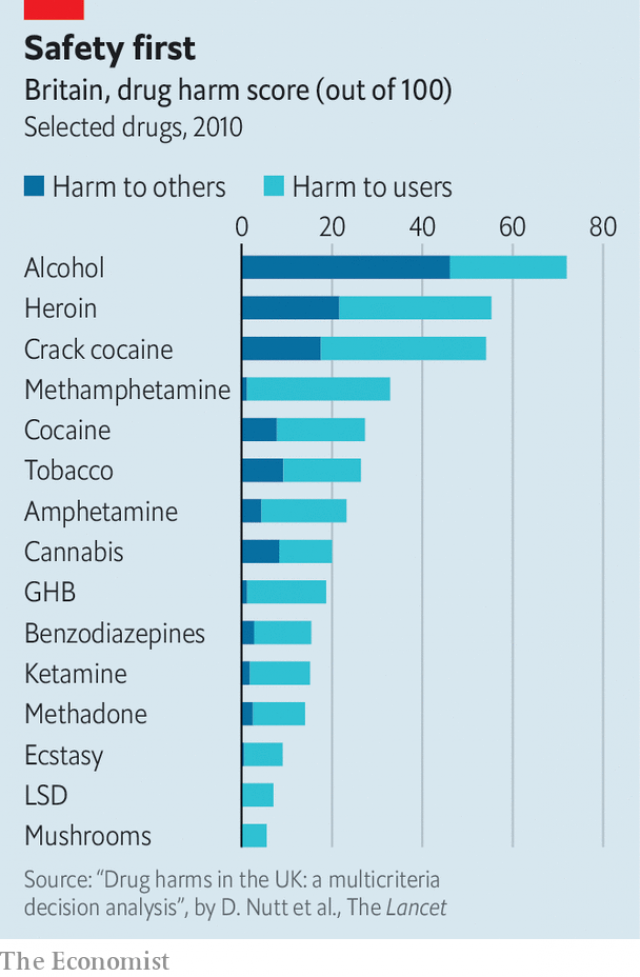 Safety first
Britain, drug harm score (out of 100)
Selected drugs, 2010
Harm to others Harm to users
0 20 40 60 80
Alcohol
Heroin
Crack cocaine
Methamphetamine
Cocaine
Tobacco
Amphetamine
Cannabis
GHB
Benzodiazepines
Ketamine
Methadone
Ecstasy
LSD
Mushrooms
Source: “Drug harms in the UK: a multicriteria
decision analysis”, by D. Nutt et al., The Lancet
The Economist